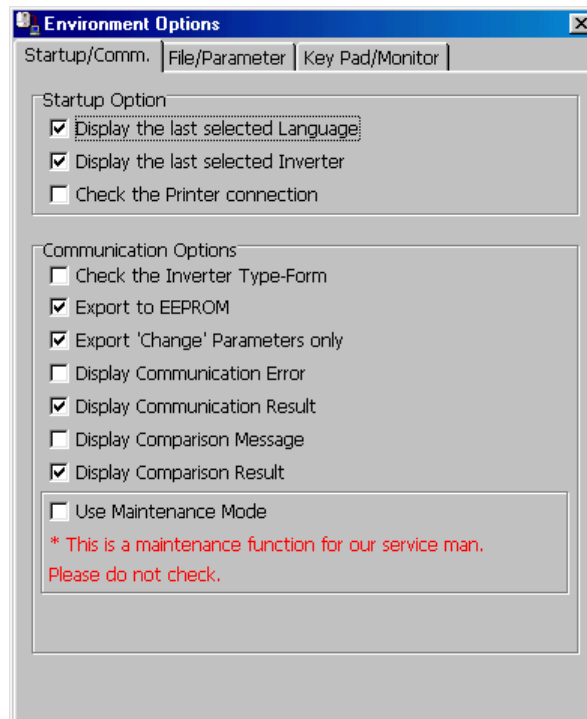 Environment Options
Startup/Comm. File/Parameter Key Pad/Monitor
Startup Option
Display the last selected Language
Display the last selected Inverter
Check the Printer connection
Communication Options
Check the Inverter Type-Form
Export to EEPROM
Export 'Change' Parameters only
Display Communication Error
Display Communication Result
Display Comparison Message
Display Comparison Result
Use Maintenance Mode
* This is a maintenance function for our service man.
Please do not check.